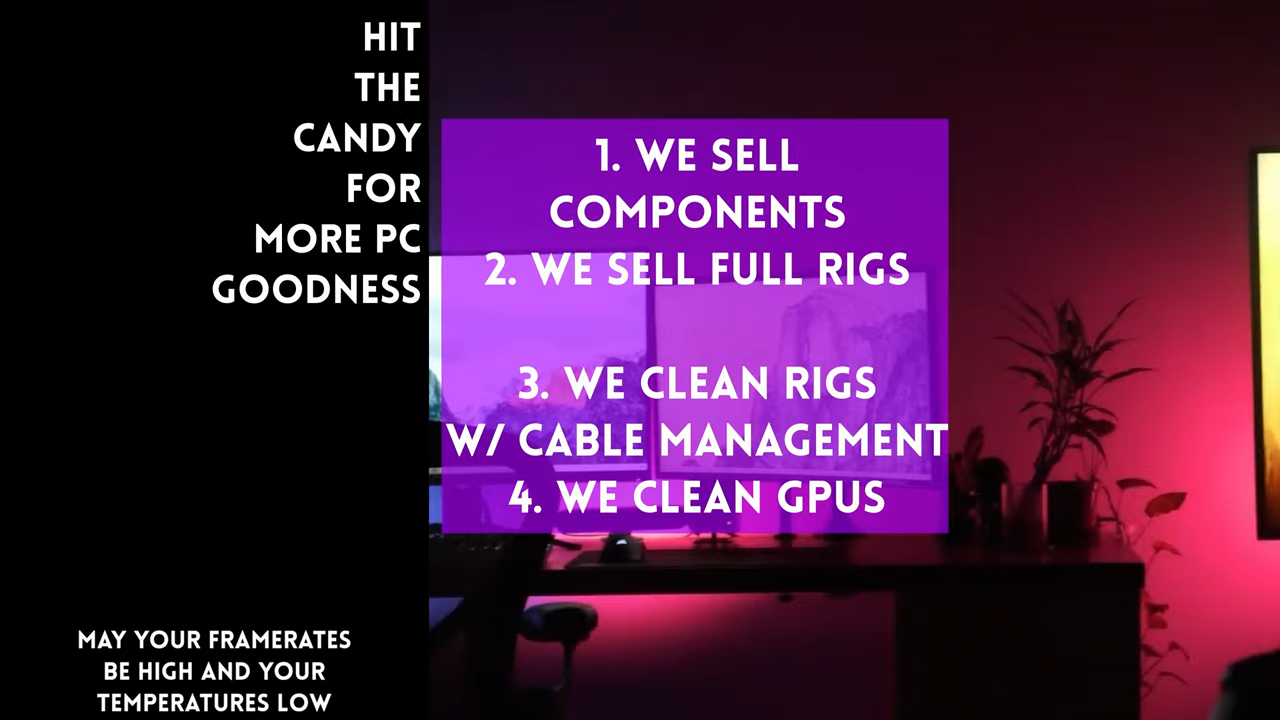 HIT
THE
CANDY
FOR
MORE PC
GOODNESS
1. WE SELL
COMPONENTS
2. WE SELL FULL RIGS
3. WE CLEAN RIGS
W/ CABLE MANAGEMENT
4. WE CLEAN GPUS
MAY YOUR FRAMERATES
BE HIGH AND YOUR
TEMPERATURES LOW